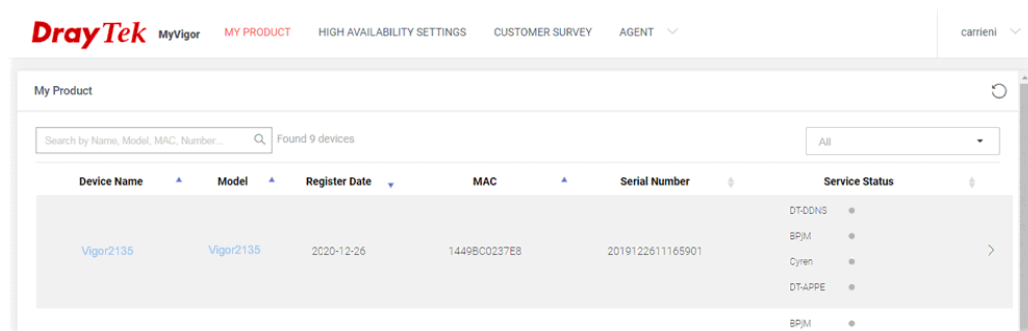 DrayTek MyVigor MY PRODUCT HIGH AVAILABILITY SETTINGS CUSTOMER SURVEY AGENT carrieni
My Product
Search by Name, Model, MAC, Number... Found 9 devices All
Device Name Model Register Date MAC Serial Number Service Status
DT-DDNS
BPJM
Vigor2135 Vigor2135 2020-12-26 1449BC0237E8 2019122611165901
Cyren
DT-APPE
BPJM